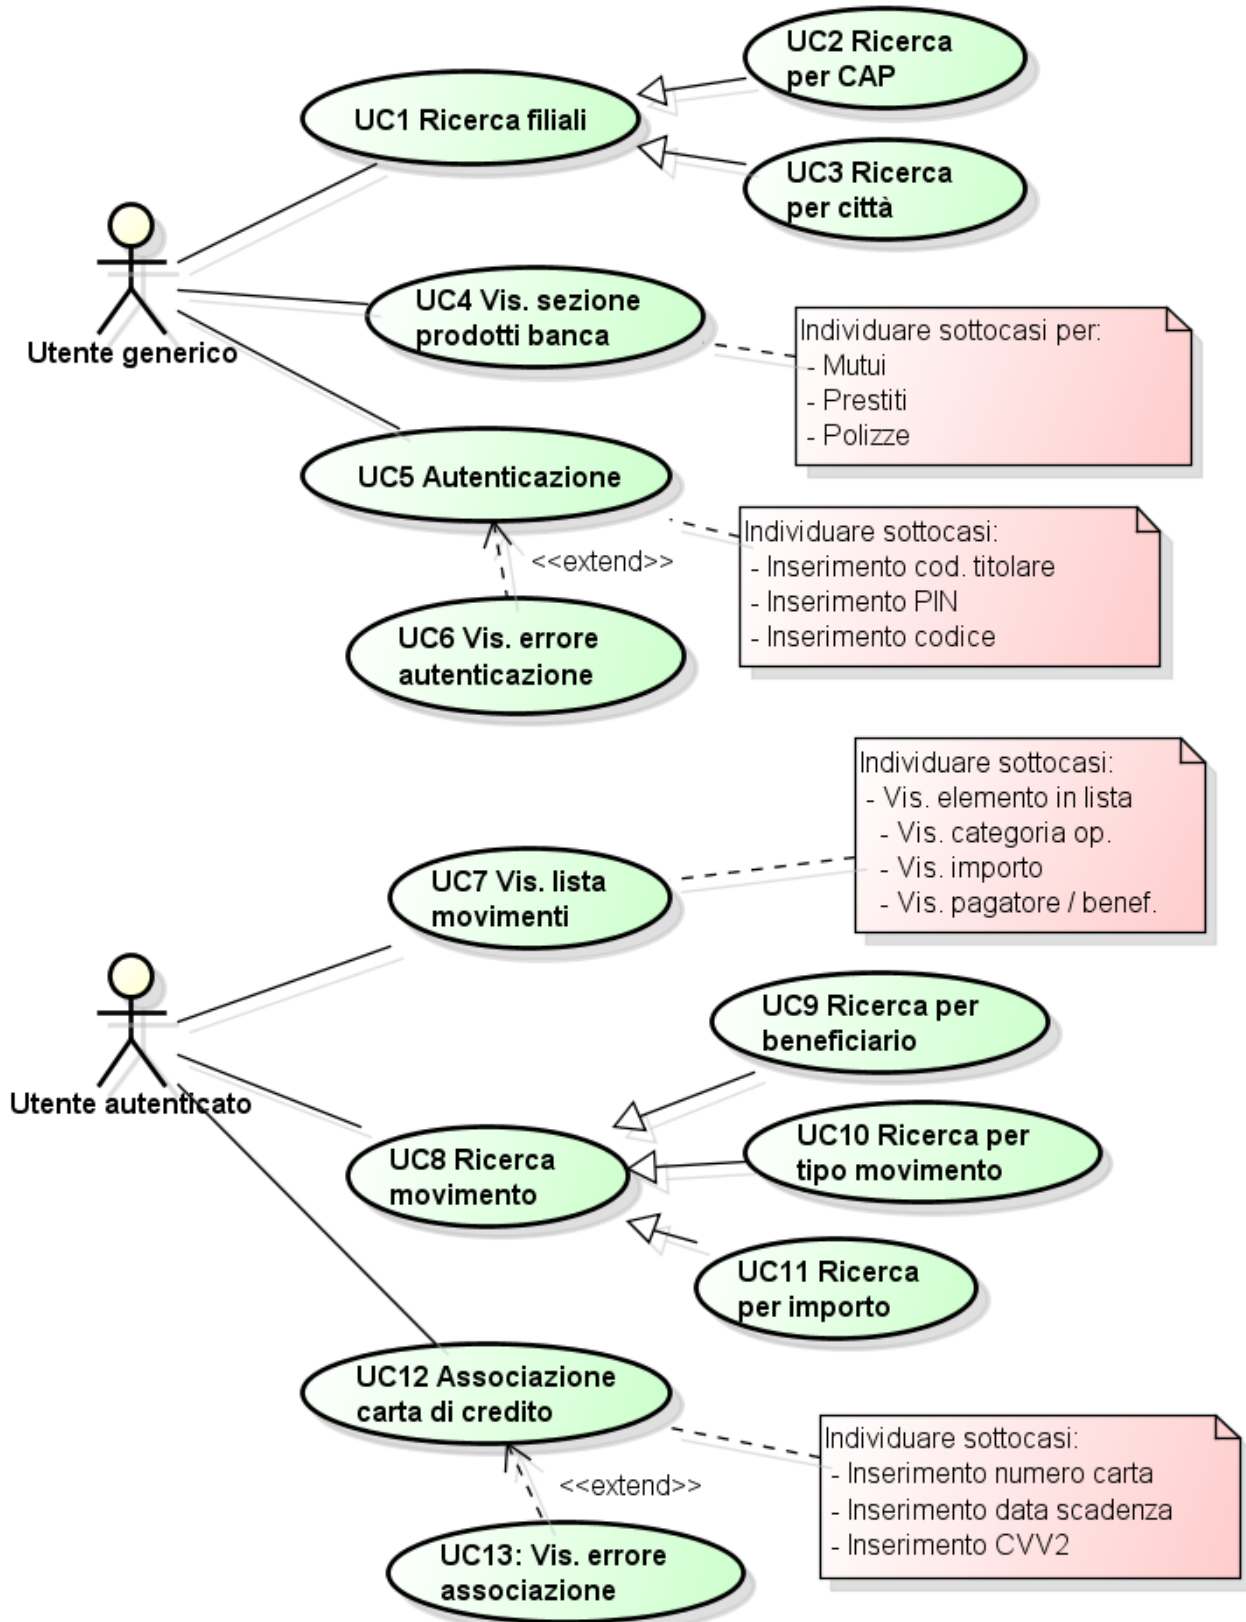 UC2 Ricerca
per CAP
UC1 Ricerca filiali
UC3 Ricerca
per città
Utente generico
UC4 Vis. sezione
prodotti banca
Individuare sottocasi per:
- Mutui
- Prestiti
- Polizze
UC5 Autenticazione
Individuare sottocasi:
- Inserimento cod. titolare
- Inserimento PIN
- Inserimento codice
<<extend>>
UC6 Vis. errore
autenticazione
Individuare sottocasi:
- Vis. elemento in lista
- Vis. categoria op.
- Vis. importo
- Vis. pagatore / benef.
UC7 Vis. lista
movimenti
Utente autenticato
UC9 Ricerca per
beneficiario
UC8 Ricerca
movimento
UC10 Ricerca per
tipo movimento
UC11 Ricerca
per importo
UC12 Associazione
carta di credito
Individuare sottocasi:
- Inserimento numero carta
- Inserimento data scadenza
- Inserimento CVV2
<<extend>>
UC13: Vis. errore
associazione